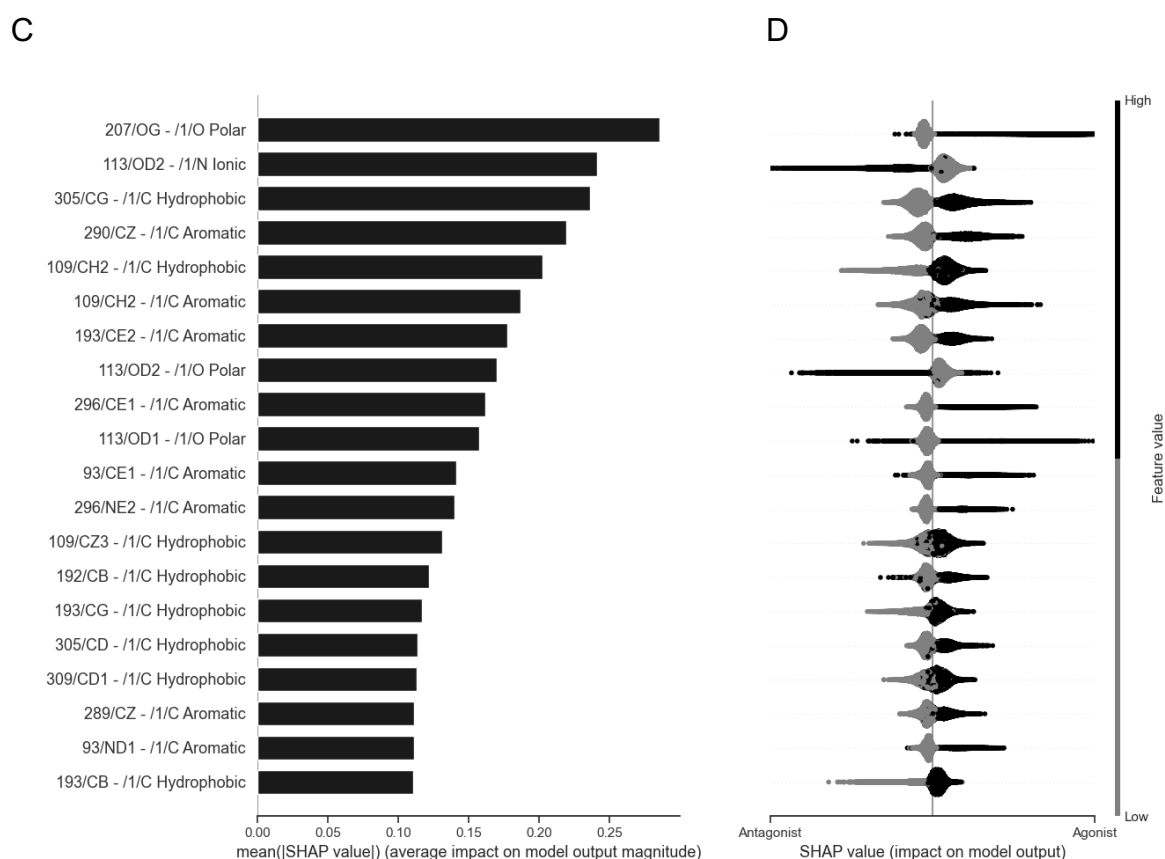 C
D
207/OG - /1/O Polar
113/OD2 - /1/N Ionic
305/CG - /1/C Hydrophobic
290/CZ - /1/C Aromatic
109/CH2 - /1/C Hydrophobic
109/CH2 - /1/C Aromatic
193/CE2 - /1/C Aromatic
113/OD2 - /1/O Polar
296/CE1 - /1/C Aromatic
113/OD1 - /1/O Polar
93/CE1 - /1/C Aromatic
296/NE2 - /1/C Aromatic
109/CZ3 - /1/C Hydrophobic
192/CB - /1/C Hydrophobic
193/CG - /1/C Hydrophobic
305/CD - /1/C Hydrophobic
309/CD1 - /1/C Hydrophobic
289/CZ - /1/C Aromatic
93/ND1 - /1/C Aromatic
193/CB - /1/C Hydrophobic
0.00 0.05 0.10 0.15 0.20 0.25
mean(|SHAP value|) (average impact on model output magnitude)
High
Feature value
Low
Antagonist Agonist
SHAP value (impact on model output)